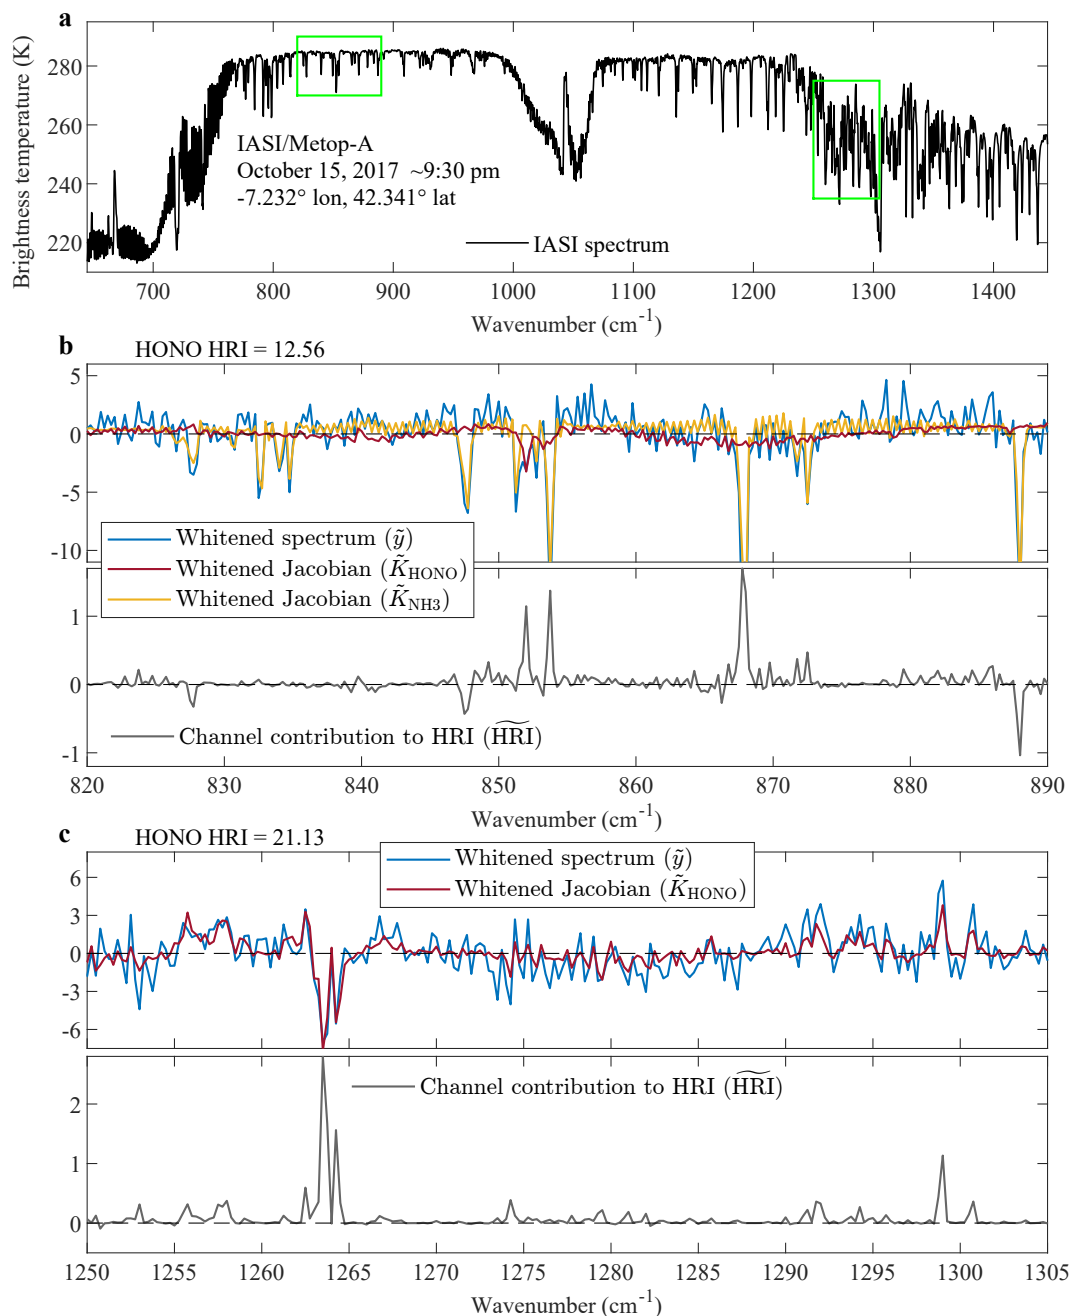 a
Brightness temperature (K)
280
260
240
220
IASI/Metop-A
October 15, 2017 ~9:30 pm
-7.232° lon, 42.341° lat
IASI spectrum
700 800 900 1000 1100 1200 1300 1400
Wavenumber (cm⁻¹)
b
HONO HRI = 12.56
5
0
-5
-10
Whitened spectrum (ỹ)
Whitened Jacobian (K̃_HONO)
Whitened Jacobian (K̃_NH3)
1
0
-1
Channel contribution to HRI (H͠RI)
820 830 840 850 860 870 880 890
Wavenumber (cm⁻¹)
c
HONO HRI = 21.13
Whitened spectrum (ỹ)
Whitened Jacobian (K̃_HONO)
6
3
0
-3
-6
Channel contribution to HRI (H͠RI)
2
1
0
1250 1255 1260 1265 1270 1275 1280 1285 1290 1295 1300 1305
Wavenumber (cm⁻¹)